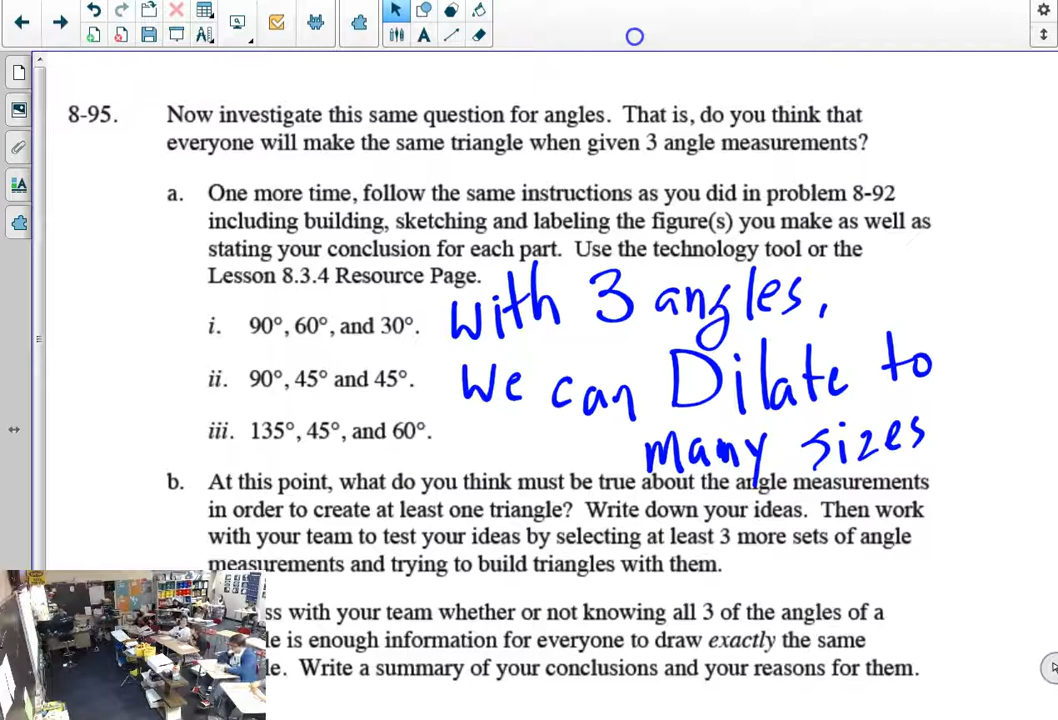 8-95. Now investigate this same question for angles. That is, do you think that
everyone will make the same triangle when given 3 angle measurements?
a. One more time, follow the same instructions as you did in problem 8-92
including building, sketching and labeling the figure(s) you make as well as
stating your conclusion for each part. Use the technology tool or the
Lesson 8.3.4 Resource Page.
i. 90°, 60°, and 30°.
ii. 90°, 45° and 45°.
iii. 135°, 45°, and 60°.
with 3 angles,
we can Dilate to
many sizes
b. At this point, what do you think must be true about the angle measurements
in order to create at least one triangle? Write down your ideas. Then work
with your team to test your ideas by selecting at least 3 more sets of angle
measurements and trying to build triangles with them.
ss with your team whether or not knowing all 3 of the angles of a
le is enough information for everyone to draw exactly the same
le. Write a summary of your conclusions and your reasons for them.